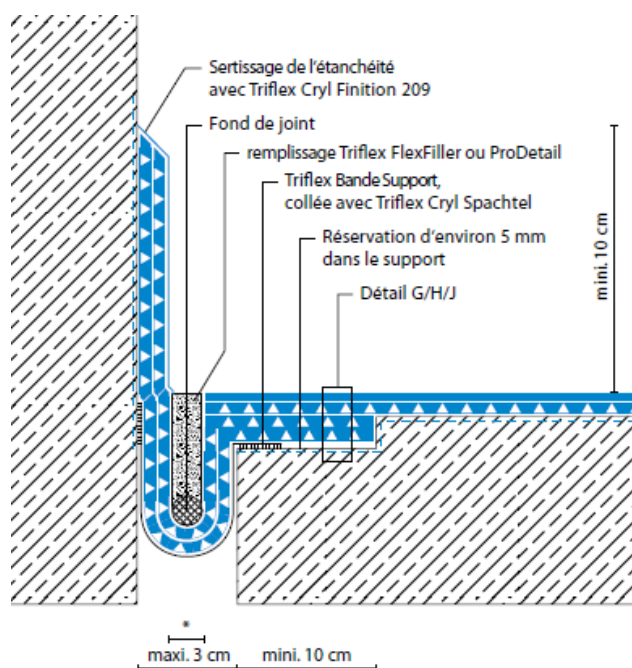 Sertissage de l'étanchéité
avec Triflex Cryl Finition 209
Fond de joint
remplissage Triflex FlexFiller ou ProDetail
Triflex Bande Support,
collée avec Triflex Cryl Spachtel
Réservation d'environ 5 mm
dans le support
Détail G/H/J
mini. 10 cm
*
maxi. 3 cm
mini. 10 cm